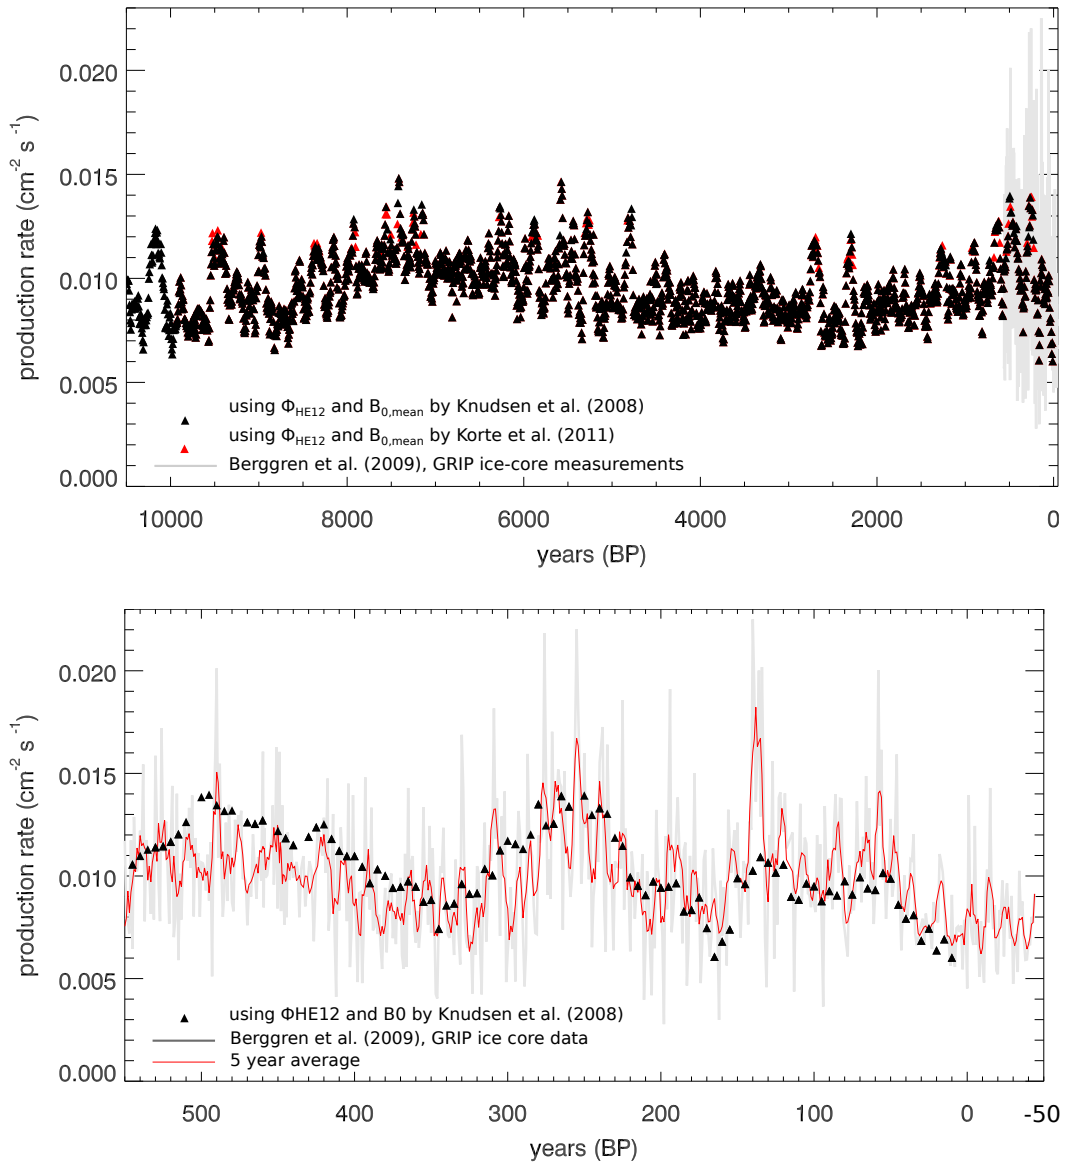 production rate (cm-2 s -1)
0.020
0.015
0.010
0.005
0.000
using ΦHE12 and B0,mean by Knudsen et al. (2008)
using ΦHE12 and B0,mean by Korte et al. (2011)
Berggren et al. (2009), GRIP ice-core measurements
10000 8000 6000 4000 2000 0
years (BP)
production rate (cm-2 s -1)
0.020
0.015
0.010
0.005
0.000
using ΦHE12 and B0 by Knudsen et al. (2008)
Berggren et al. (2009), GRIP ice core data
5 year average
500 400 300 200 100 0 -50
years (BP)